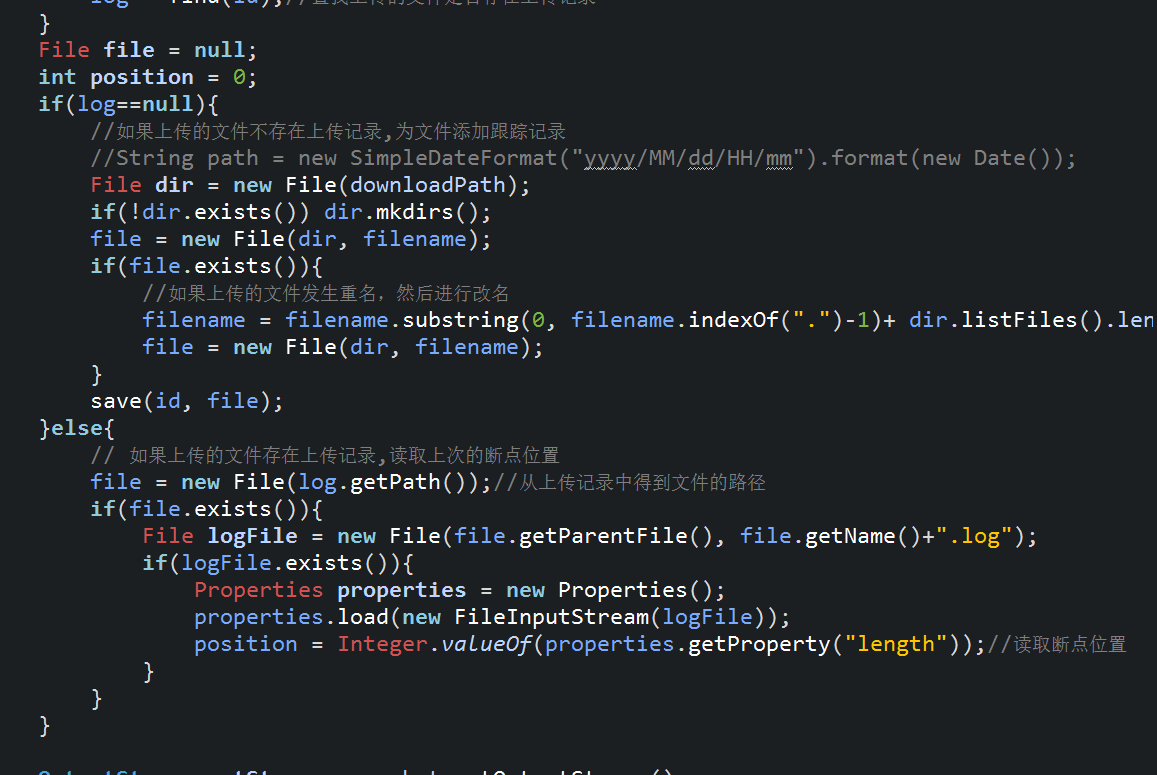 log = find(id);//查找上传的文件是否存在上传记录
}
File file = null;
int position = 0;
if(log==null){
//如果上传的文件不存在上传记录,为文件添加跟踪记录
//String path = new SimpleDateFormat("yyyy/MM/dd/HH/mm").format(new Date());
File dir = new File(downloadPath);
if(!dir.exists()) dir.mkdirs();
file = new File(dir, filename);
if(file.exists()){
//如果上传的文件发生重名，然后进行改名
filename = filename.substring(0, filename.indexOf(".")-1)+ dir.listFiles().len
file = new File(dir, filename);
}
save(id, file);
}else{
// 如果上传的文件存在上传记录,读取上次的断点位置
file = new File(log.getPath());//从上传记录中得到文件的路径
if(file.exists()){
File logFile = new File(file.getParentFile(), file.getName()+".log");
if(logFile.exists()){
Properties properties = new Properties();
properties.load(new FileInputStream(logFile));
position = Integer.valueOf(properties.getProperty("length"));//读取断点位置
}
}
}